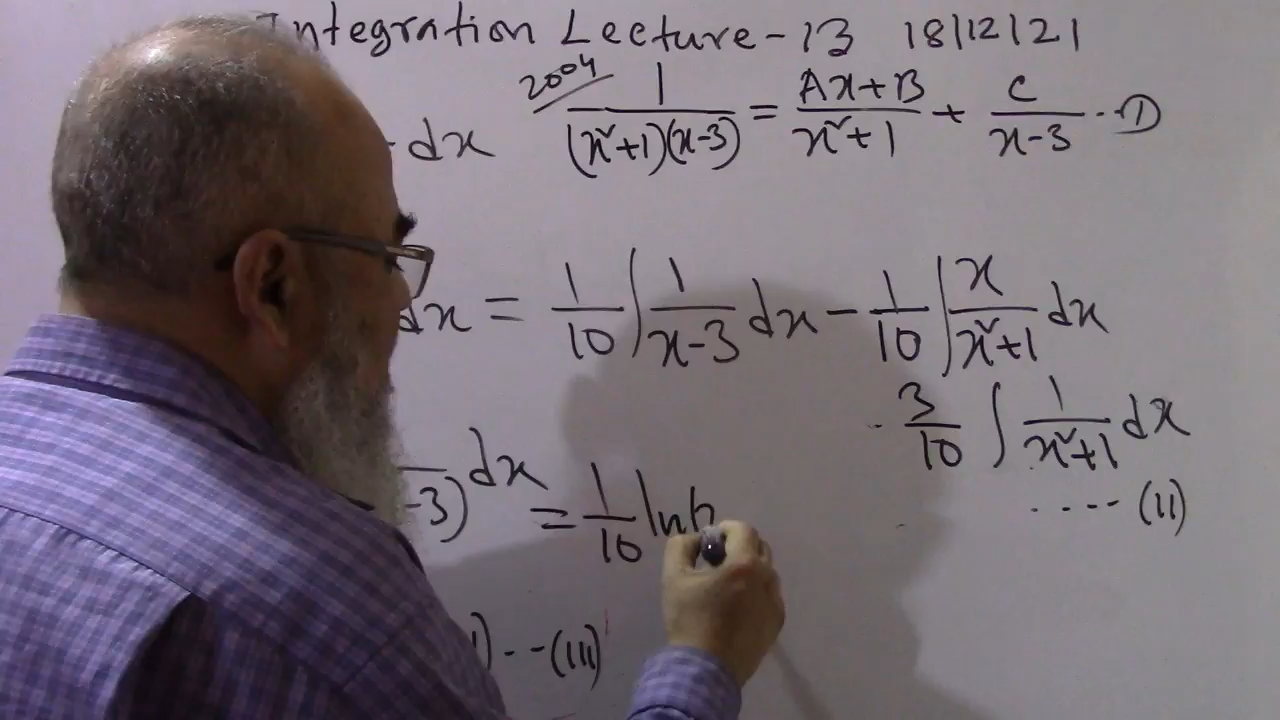 Integration Lecture-13 18/12/21
dx 2004 1/((x²+1)(x-3)) = (Ax+B)/(x²+1) + C/(x-3) --(I)
dx = 1/10 ∫ 1/(x-3) dx - 1/10 ∫ x/(x²+1) dx
- 3/10 ∫ 1/(x²+1) dx
---- (II)
-3) dx = 1/10 ln
) --(III)